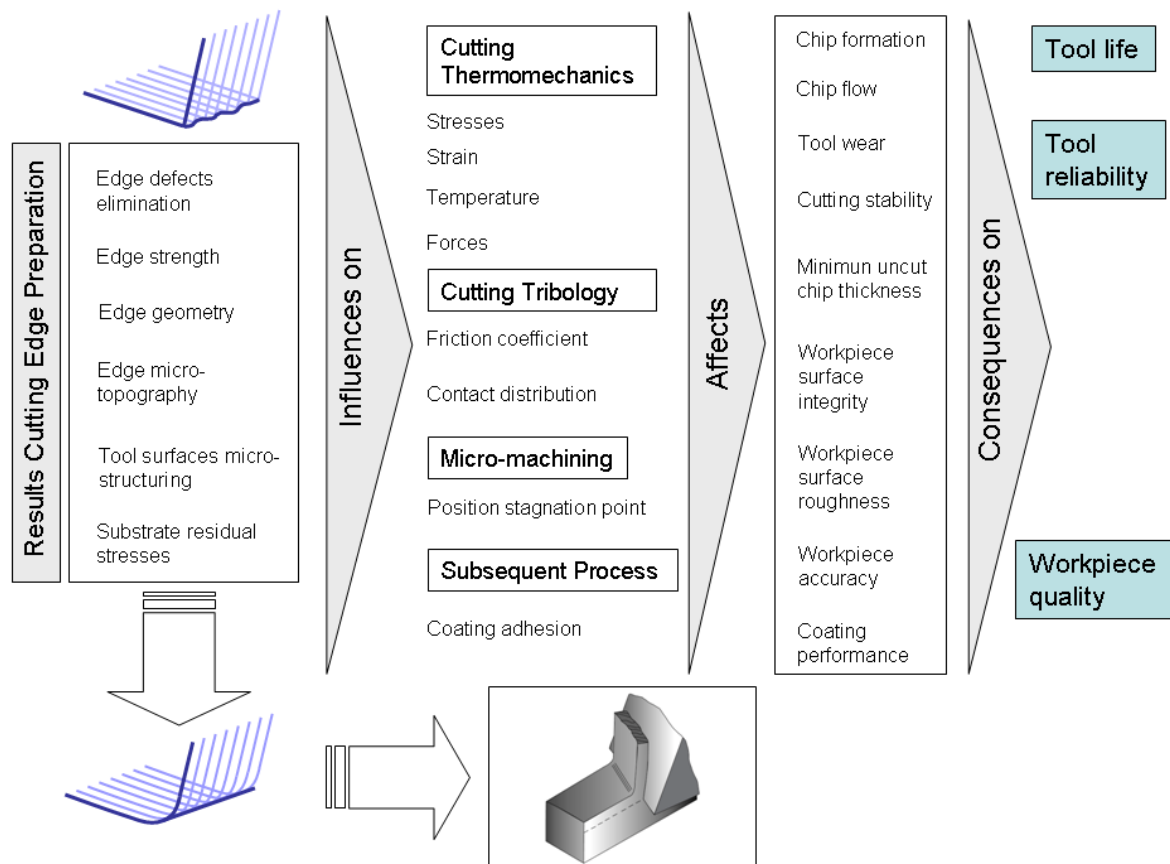 Results Cutting Edge Preparation
Edge defects
elimination
Edge strength
Edge geometry
Edge micro-
topography
Tool surfaces micro-
structuring
Substrate residual
stresses
Influences on
Cutting
Thermomechanics
Stresses
Strain
Temperature
Forces
Cutting Tribology
Friction coefficient
Contact distribution
Micro-machining
Position stagnation point
Subsequent Process
Coating adhesion
Affects
Chip formation
Chip flow
Tool wear
Cutting stability
Minimun uncut
chip thickness
Workpiece
surface
integrity
Workpiece
surface
roughness
Workpiece
accuracy
Coating
performance
Consequences on
Tool life
Tool
reliability
Workpiece
quality